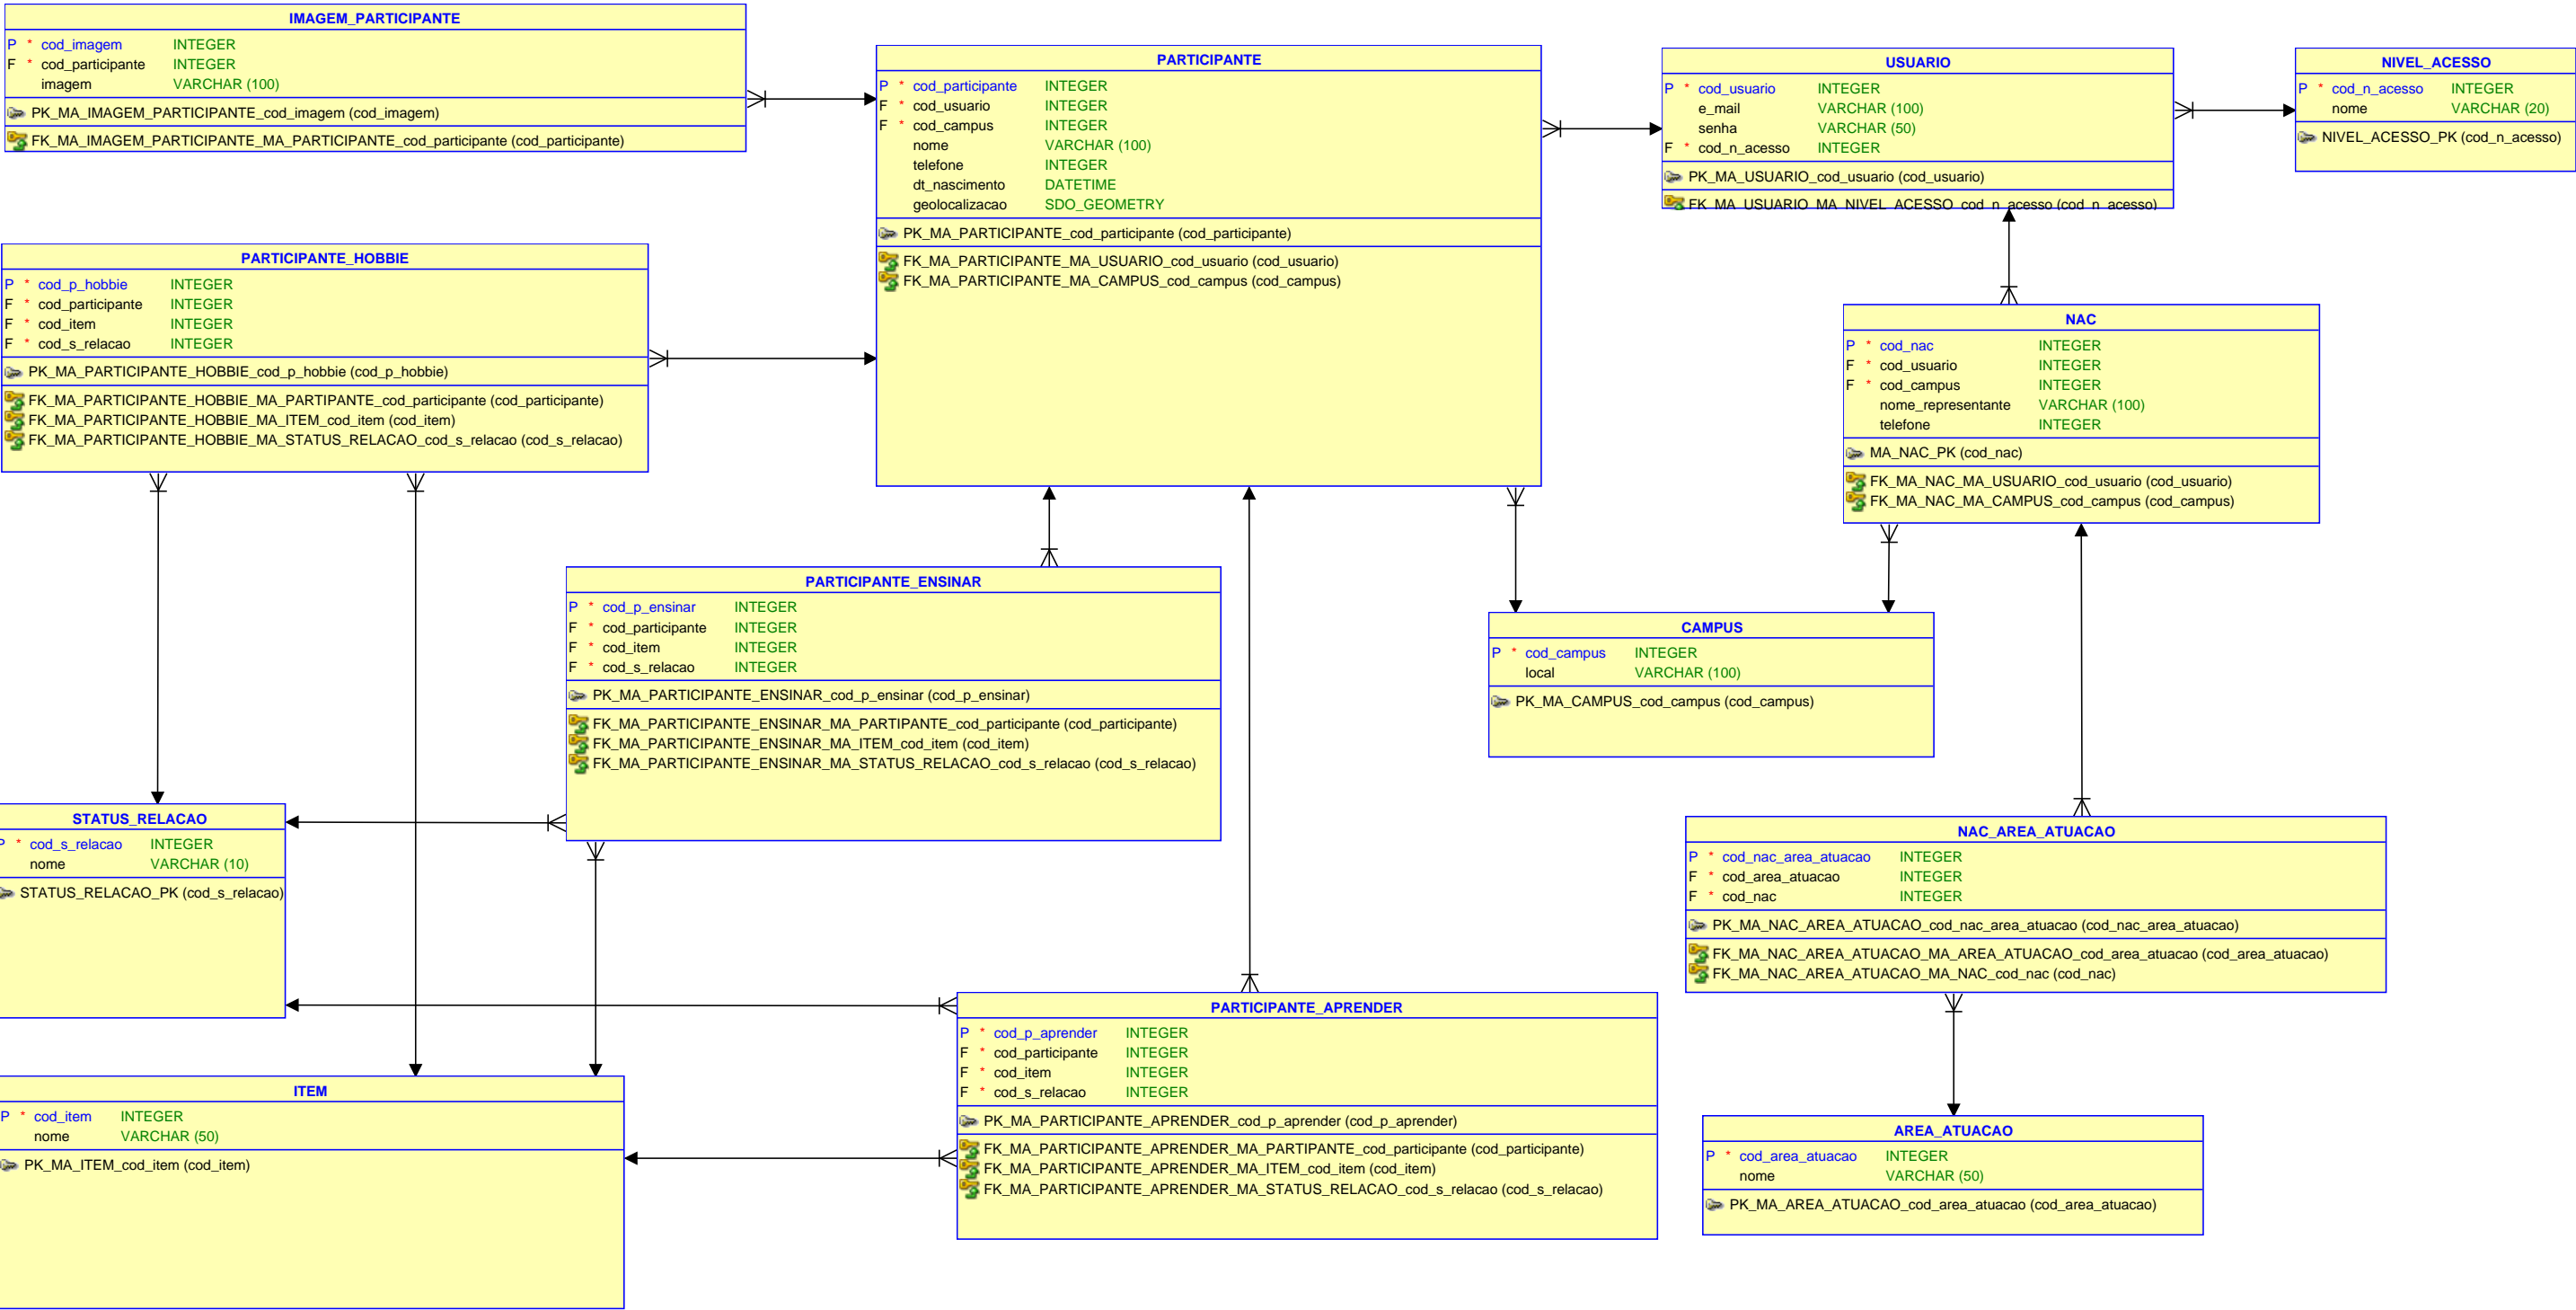 IMAGEM_PARTICIPANTE
P * cod_imagem INTEGER
F * cod_participante INTEGER
imagem VARCHAR (100)
PK_MA_IMAGEM_PARTICIPANTE_cod_imagem (cod_imagem)
FK_MA_IMAGEM_PARTICIPANTE_MA_PARTICIPANTE_cod_participante (cod_participante)
PARTICIPANTE
P * cod_participante INTEGER
F * cod_usuario INTEGER
F * cod_campus INTEGER
nome VARCHAR (100)
telefone INTEGER
dt_nascimento DATETIME
geolocalizacao SDO_GEOMETRY
PK_MA_PARTICIPANTE_cod_participante (cod_participante)
FK_MA_PARTICIPANTE_MA_USUARIO_cod_usuario (cod_usuario)
FK_MA_PARTICIPANTE_MA_CAMPUS_cod_campus (cod_campus)
USUARIO
P * cod_usuario INTEGER
e_mail VARCHAR (100)
senha VARCHAR (50)
F * cod_n_acesso INTEGER
PK_MA_USUARIO_cod_usuario (cod_usuario)
FK_MA_USUARIO_MA_NIVEL_ACESSO_cod_n_acesso (cod_n_acesso)
NIVEL_ACESSO
P * cod_n_acesso INTEGER
nome VARCHAR (20)
NIVEL_ACESSO_PK (cod_n_acesso)
PARTICIPANTE_HOBBIE
P * cod_p_hobbie INTEGER
F * cod_participante INTEGER
F * cod_item INTEGER
F * cod_s_relacao INTEGER
PK_MA_PARTICIPANTE_HOBBIE_cod_p_hobbie (cod_p_hobbie)
FK_MA_PARTICIPANTE_HOBBIE_MA_PARTIPANTE_cod_participante (cod_participante)
FK_MA_PARTICIPANTE_HOBBIE_MA_ITEM_cod_item (cod_item)
FK_MA_PARTICIPANTE_HOBBIE_MA_STATUS_RELACAO_cod_s_relacao (cod_s_relacao)
NAC
P * cod_nac INTEGER
F * cod_usuario INTEGER
F * cod_campus INTEGER
nome_representante VARCHAR (100)
telefone INTEGER
MA_NAC_PK (cod_nac)
FK_MA_NAC_MA_USUARIO_cod_usuario (cod_usuario)
FK_MA_NAC_MA_CAMPUS_cod_campus (cod_campus)
PARTICIPANTE_ENSINAR
P * cod_p_ensinar INTEGER
F * cod_participante INTEGER
F * cod_item INTEGER
F * cod_s_relacao INTEGER
PK_MA_PARTICIPANTE_ENSINAR_cod_p_ensinar (cod_p_ensinar)
FK_MA_PARTICIPANTE_ENSINAR_MA_PARTIPANTE_cod_participante (cod_participante)
FK_MA_PARTICIPANTE_ENSINAR_MA_ITEM_cod_item (cod_item)
FK_MA_PARTICIPANTE_ENSINAR_MA_STATUS_RELACAO_cod_s_relacao (cod_s_relacao)
CAMPUS
P * cod_campus INTEGER
local VARCHAR (100)
PK_MA_CAMPUS_cod_campus (cod_campus)
STATUS_RELACAO
P * cod_s_relacao INTEGER
nome VARCHAR (10)
STATUS_RELACAO_PK (cod_s_relacao)
NAC_AREA_ATUACAO
P * cod_nac_area_atuacao INTEGER
F * cod_area_atuacao INTEGER
F * cod_nac INTEGER
PK_MA_NAC_AREA_ATUACAO_cod_nac_area_atuacao (cod_nac_area_atuacao)
FK_MA_NAC_AREA_ATUACAO_MA_AREA_ATUACAO_cod_area_atuacao (cod_area_atuacao)
FK_MA_NAC_AREA_ATUACAO_MA_NAC_cod_nac (cod_nac)
PARTICIPANTE_APRENDER
P * cod_p_aprender INTEGER
F * cod_participante INTEGER
F * cod_item INTEGER
F * cod_s_relacao INTEGER
PK_MA_PARTICIPANTE_APRENDER_cod_p_aprender (cod_p_aprender)
FK_MA_PARTICIPANTE_APRENDER_MA_PARTIPANTE_cod_participante (cod_participante)
FK_MA_PARTICIPANTE_APRENDER_MA_ITEM_cod_item (cod_item)
FK_MA_PARTICIPANTE_APRENDER_MA_STATUS_RELACAO_cod_s_relacao (cod_s_relacao)
ITEM
P * cod_item INTEGER
nome VARCHAR (50)
PK_MA_ITEM_cod_item (cod_item)
AREA_ATUACAO
P * cod_area_atuacao INTEGER
nome VARCHAR (50)
PK_MA_AREA_ATUACAO_cod_area_atuacao (cod_area_atuacao)